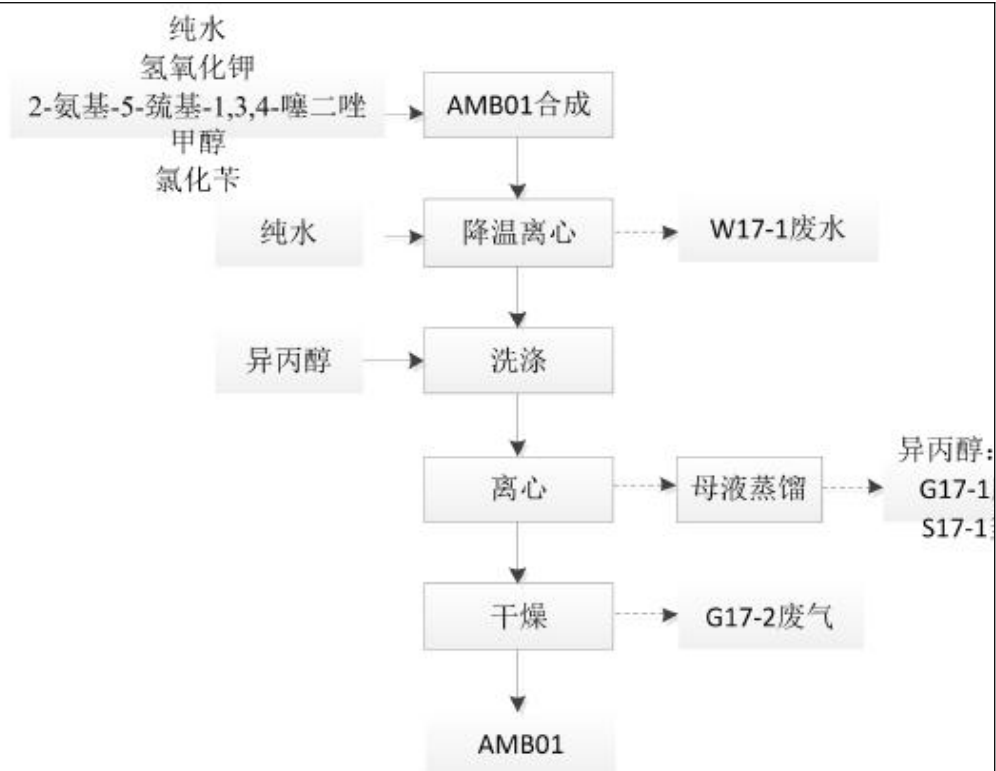 纯水
氢氧化钾
2-氨基-5-巯基-1,3,4-噻二唑
甲醇
氯化苄
AMB01合成
纯水
降温离心
W17-1废水
异丙醇
洗涤
离心
母液蒸馏
异丙醇:
G17-1
S17-1
干燥
G17-2废气
AMB01